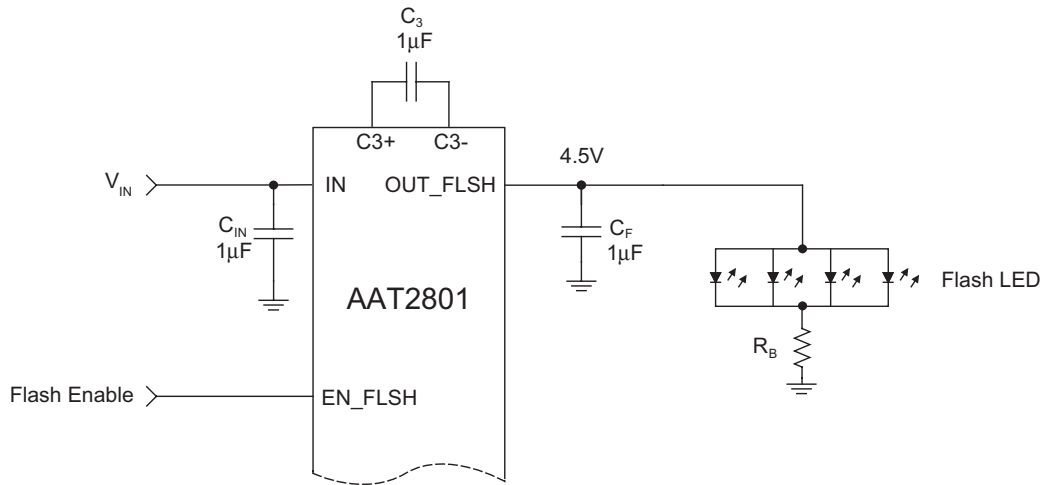 C3
1μF
C3+ C3-
4.5V
VIN
IN
OUT_FLSH
CIN
1μF
CF
1μF
AAT2801
Flash LED
RB
Flash Enable
EN_FLSH